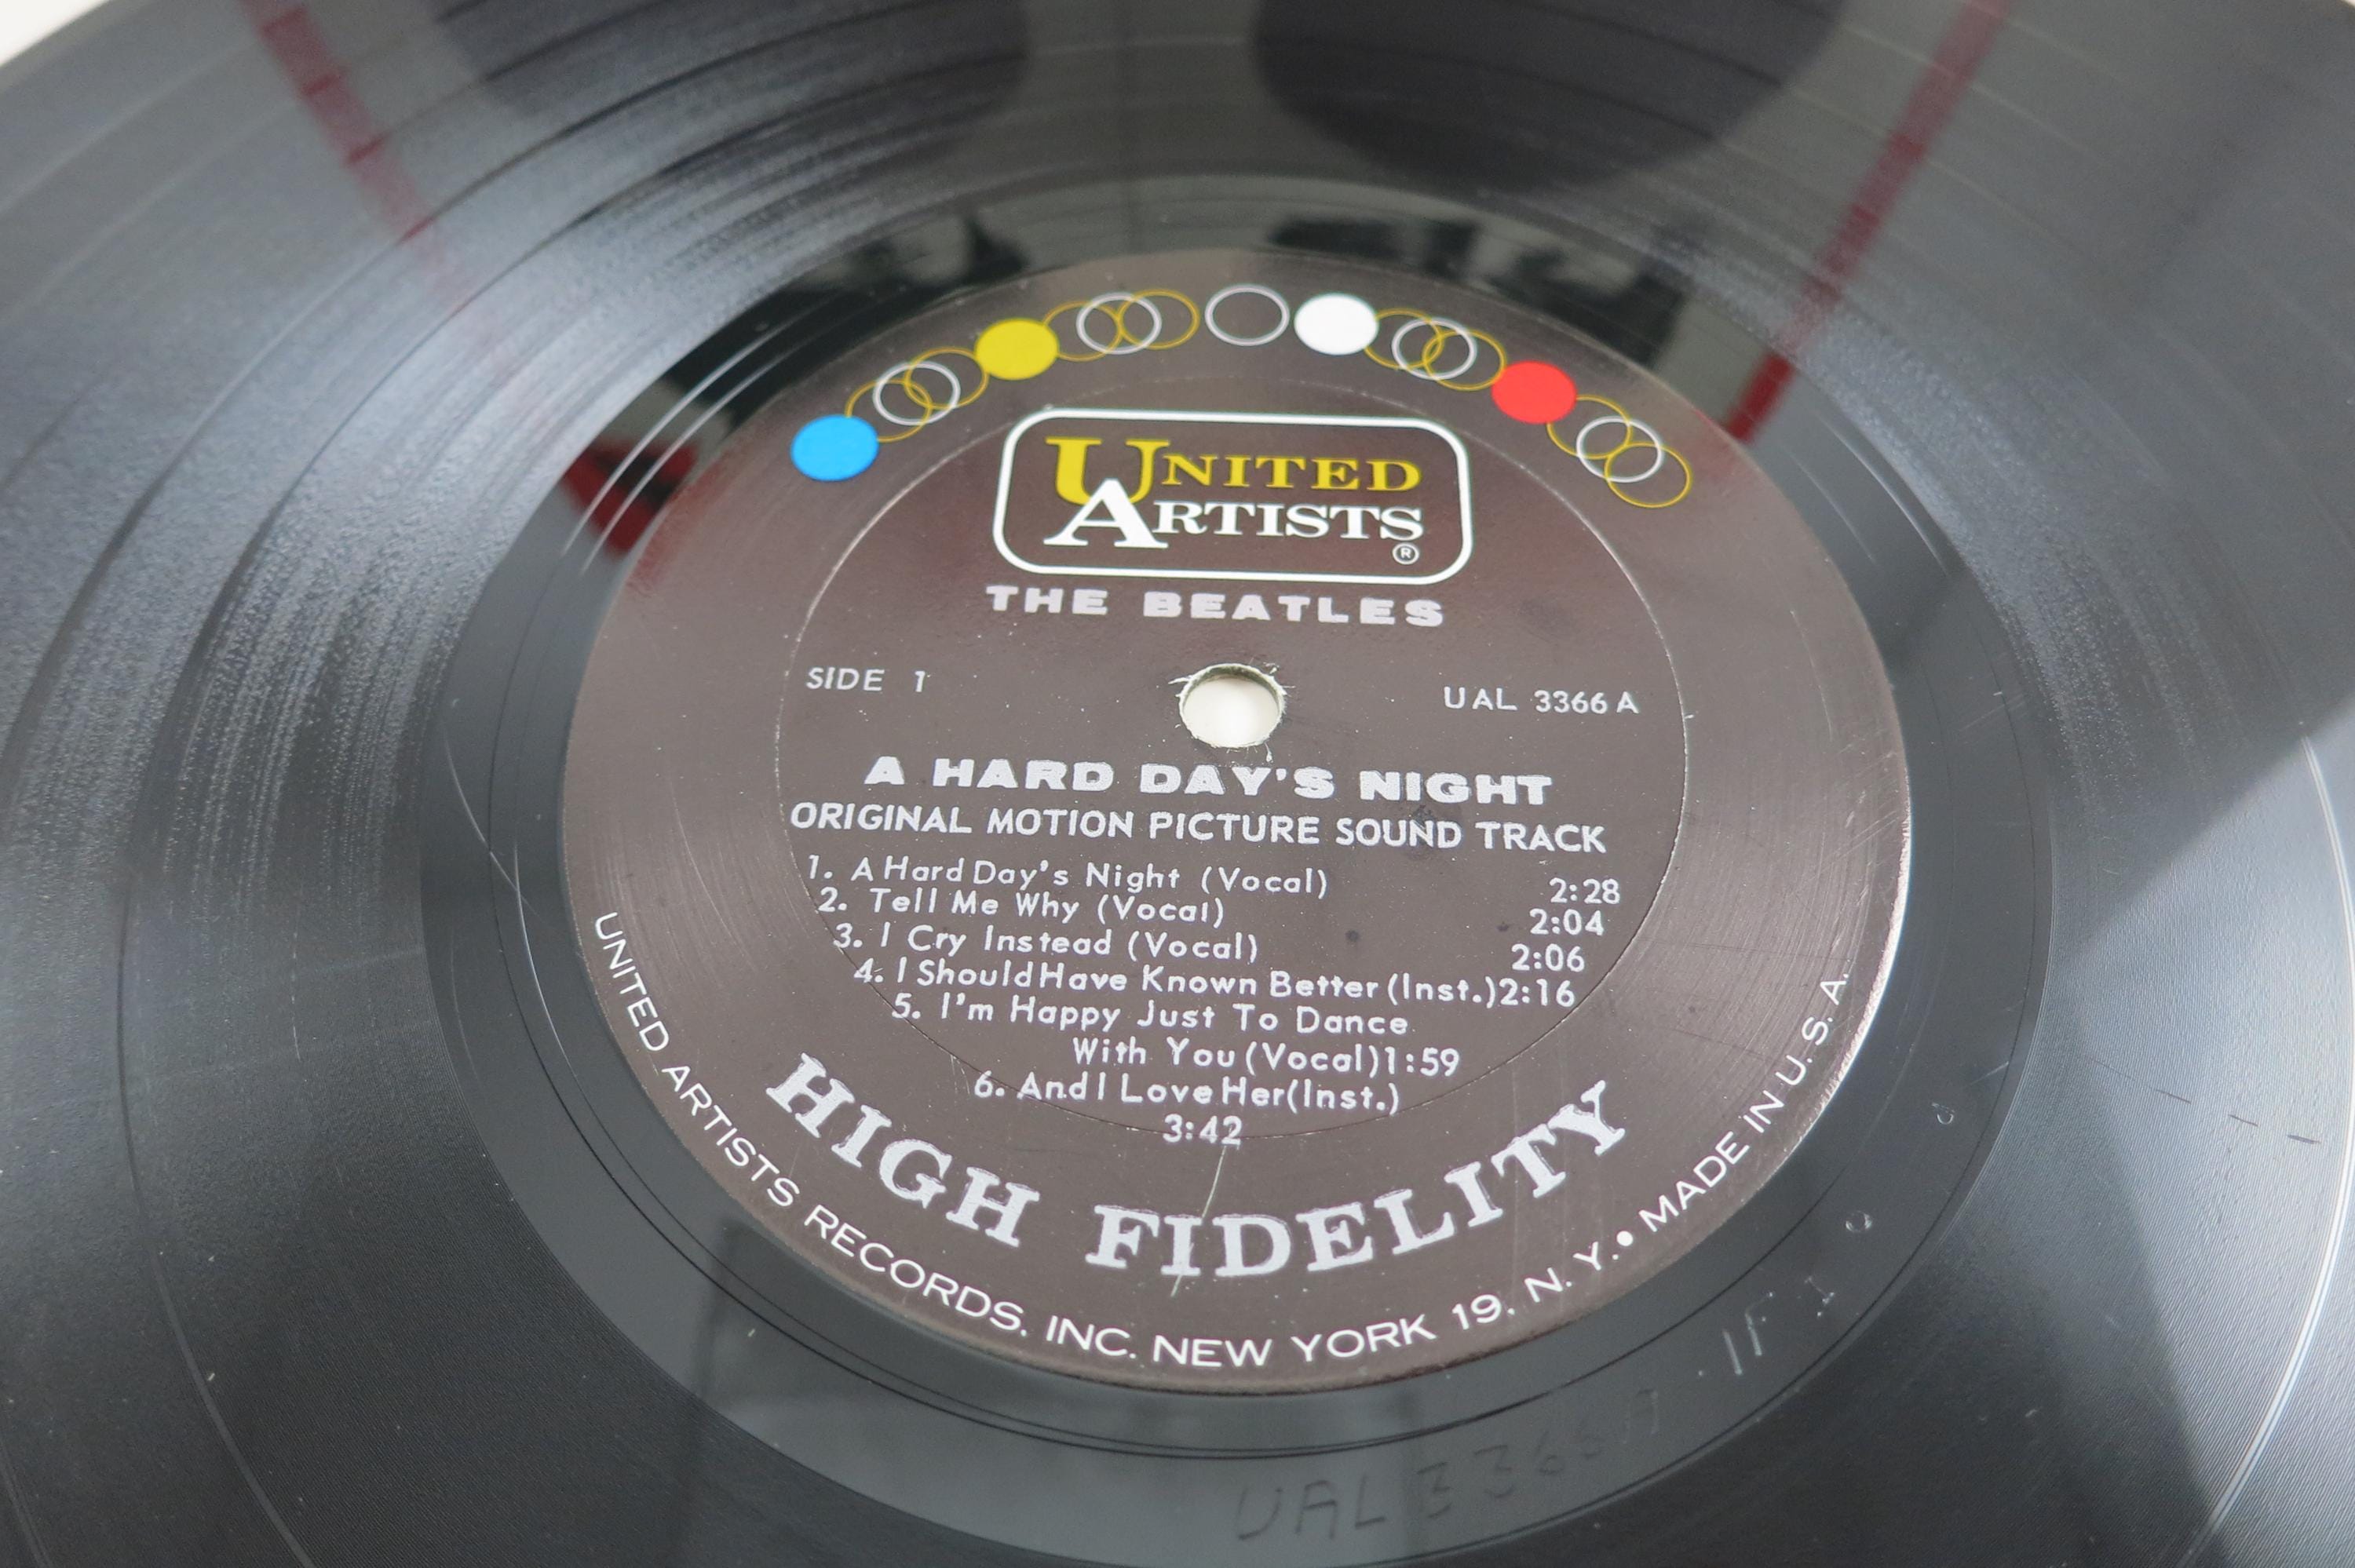 UNITED
ARTISTS
®
THE BEATLES
SIDE 1
UAL 3366 A
A HARD DAY'S NIGHT
ORIGINAL MOTION PICTURE SOUND TRACK
1. A Hard Day's Night (Vocal) 2:28
2. Tell Me Why (Vocal) 2:04
3. I Cry Instead (Vocal) 2:06
4. I Should Have Known Better (Inst.) 2:16
5. I'm Happy Just To Dance
With You (Vocal) 1:59
6. And I Love Her (Inst.)
3:42
HIGH FIDELITY
UNITED ARTISTS RECORDS, INC. NEW YORK 19, N. Y. • MADE IN U. S. A.
UAL 3366A